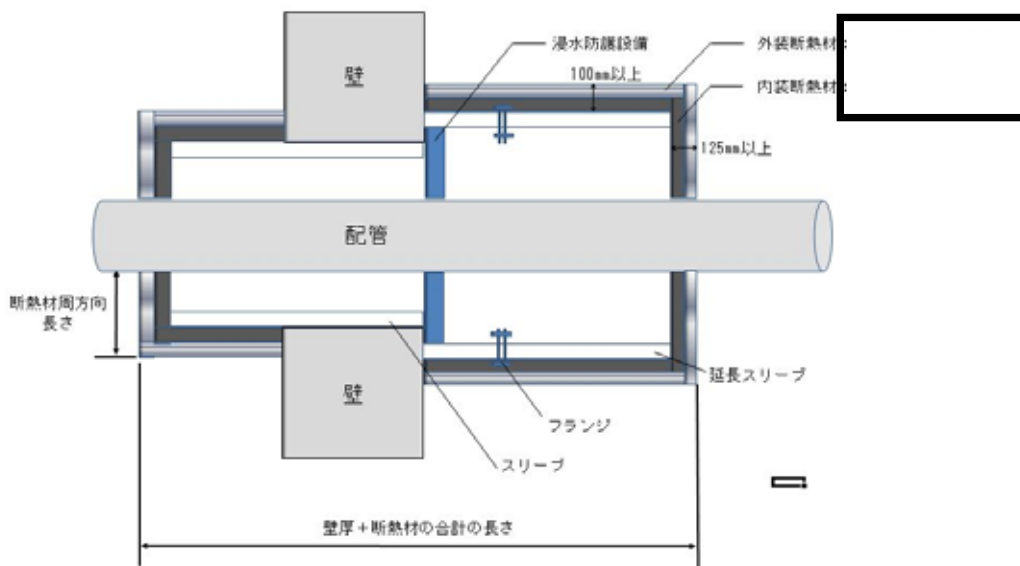 壁
浸水防護設備
外装断熱材：
100mm以上
内装断熱材：
125mm以上
配管
断熱材周方向
長さ
壁
延長スリーブ
フランジ
スリーブ
壁厚＋断熱材の合計の長さ